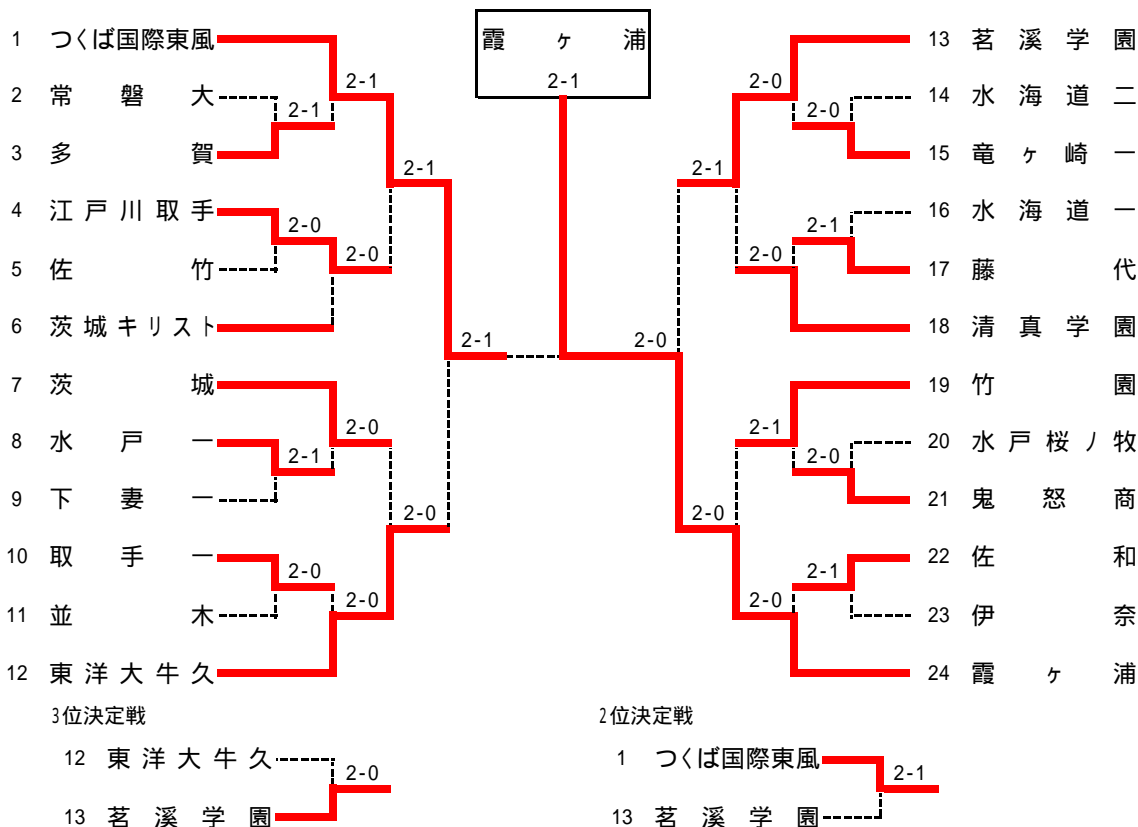 霞ヶ浦
2-1
1 つくば国際東風
2 常磐大
3 多賀
4 江戸川取手
5 佐竹
6 茨城キリスト
7 茨城
8 水戸一
9 下妻一
10 取手一
11 並木
12 東洋大牛久
2-1
2-1
2-0
2-0
2-1
2-0
2-1
2-0
2-0
2-0
2-1
13 茗溪学園
14 水海道二
15 竜ヶ崎一
16 水海道一
17 藤代
18 清真学園
19 竹園
20 水戸桜ノ牧
21 鬼怒商
22 佐和
23 伊奈
24 霞ヶ浦
2-0
2-0
2-1
2-1
2-0
2-1
2-0
2-1
2-0
3位決定戦
12 東洋大牛久
2-0
13 茗溪学園
2位決定戦
1 つくば国際東風
2-1
13 茗溪学園